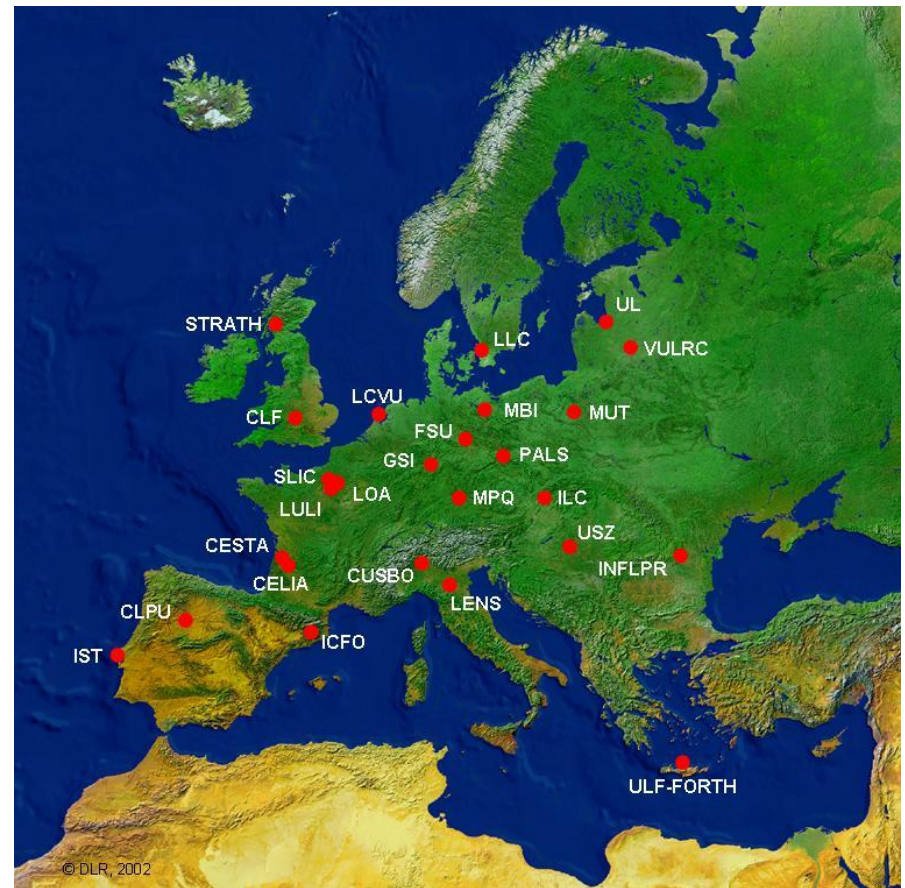 UL
STRATH
LLC
VULRC
LCVU
MBI
MUT
CLF
FSU
PALS
GSI
SLIC
LOA
MPQ
ILC
LULI
USZ
CESTA
INFLPR
CUSBO
CELIA
LENS
CLPU
ICFO
IST
ULF-FORTH
© DLR, 2002